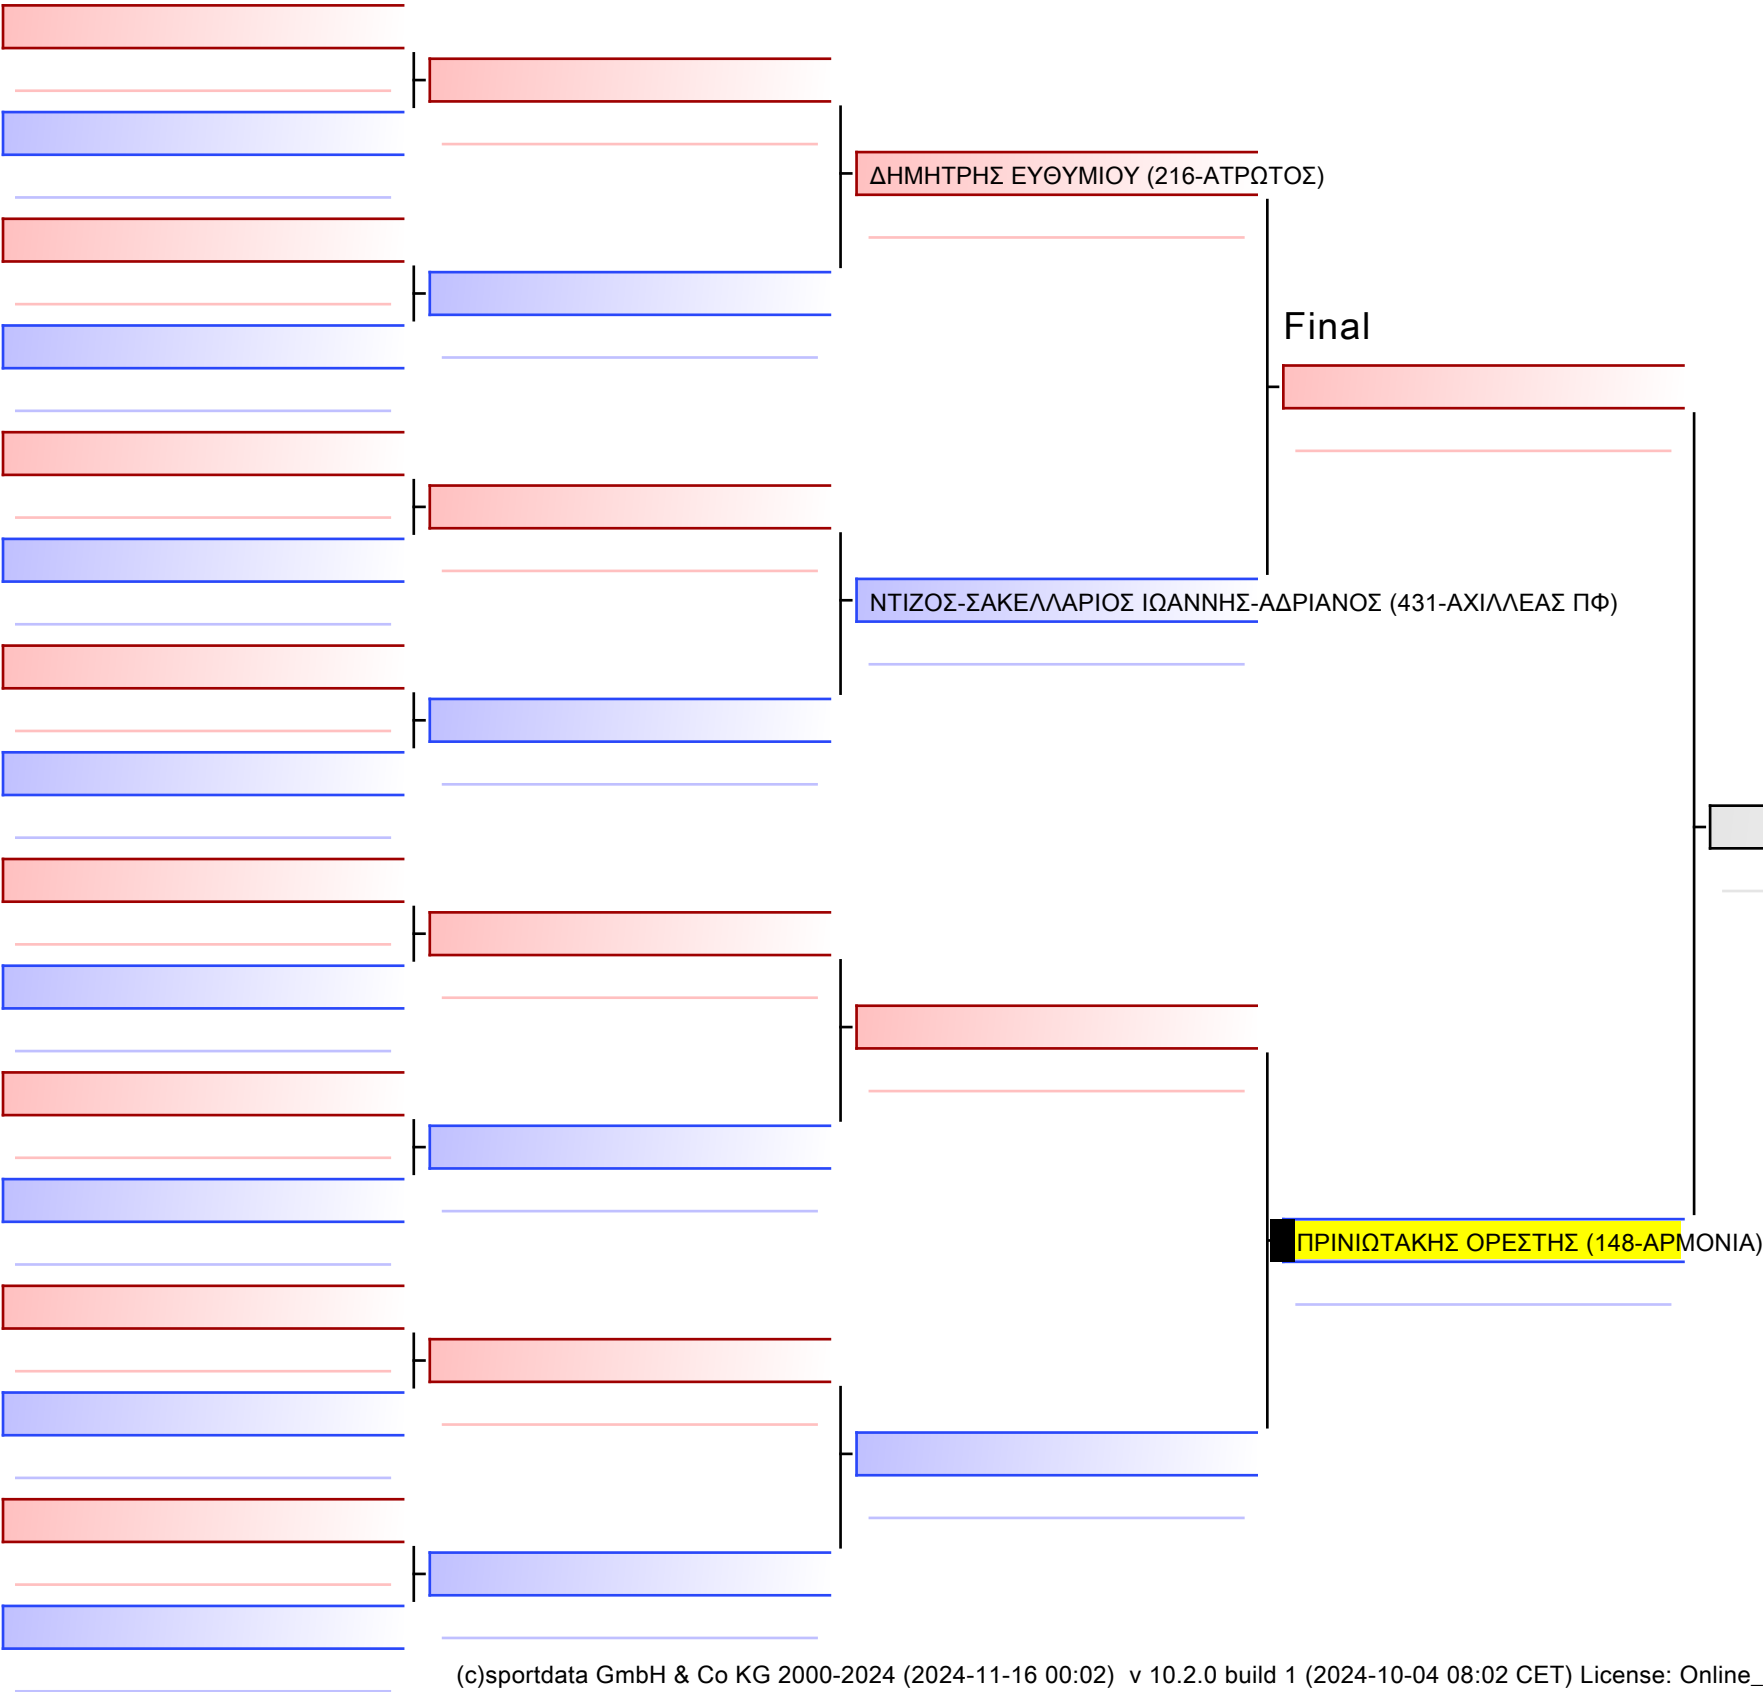 ΔΗΜΗΤΡΗΣ ΕΥΘΥΜΙΟΥ (216-ΑΤΡΩΤΟΣ)
Final
ΝΤΙΖΟΣ-ΣΑΚΕΛΛΑΡΙΟΣ ΙΩΑΝΝΗΣ-ΑΔΡΙΑΝΟΣ (431-ΑΧΙΛΛΕΑΣ ΠΦ)
ΠΡΙΝΙΩΤΑΚΗΣ ΟΡΕΣΤΗΣ (148-ΑΡΜΟΝΙΑ)
(c)sportdata GmbH & Co KG 2000-2024 (2024-11-16 00:02) v 10.2.0 build 1 (2024-10-04 08:02 CET) License: Online_